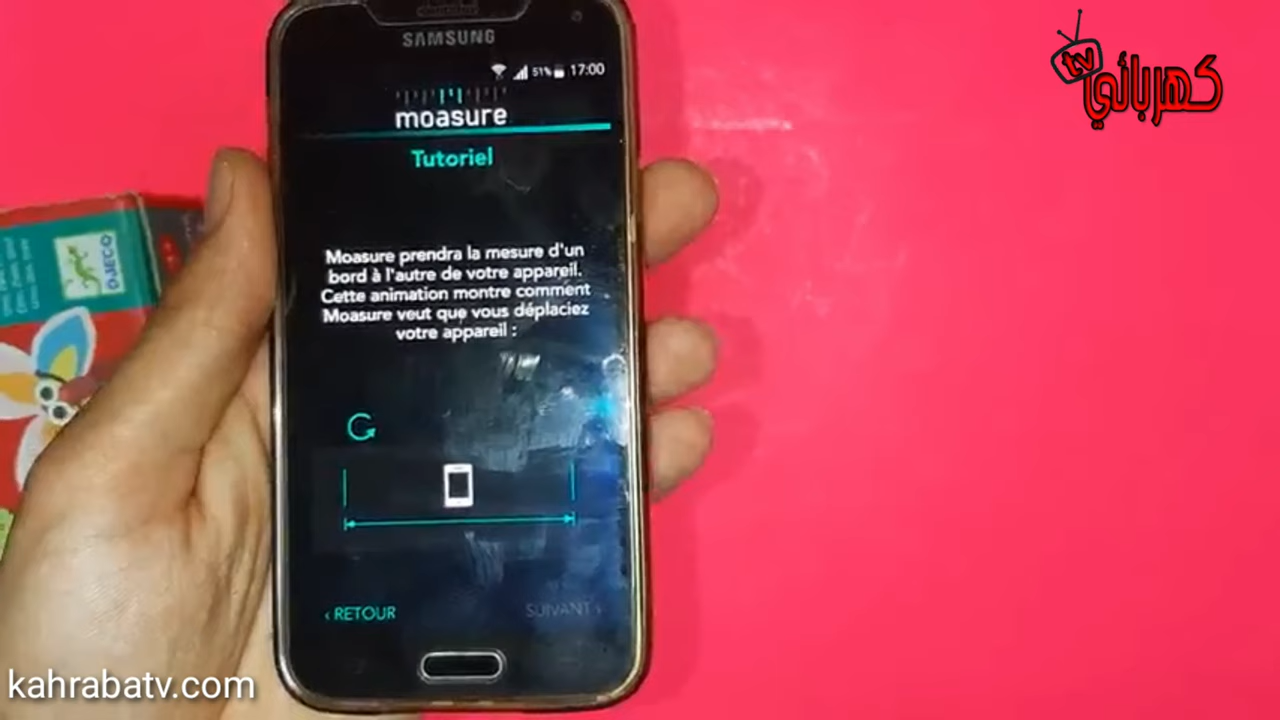 SAMSUNG
51% 17:00
moasure
Tutoriel
Moasure prendra la mesure d'un
bord à l'autre de votre appareil.
Cette animation montre comment
Moasure veut que vous déplaciez
votre appareil :
‹ RETOUR
SUIVANT ›
DJECO
tv
كهربائي
kahrabatv.com